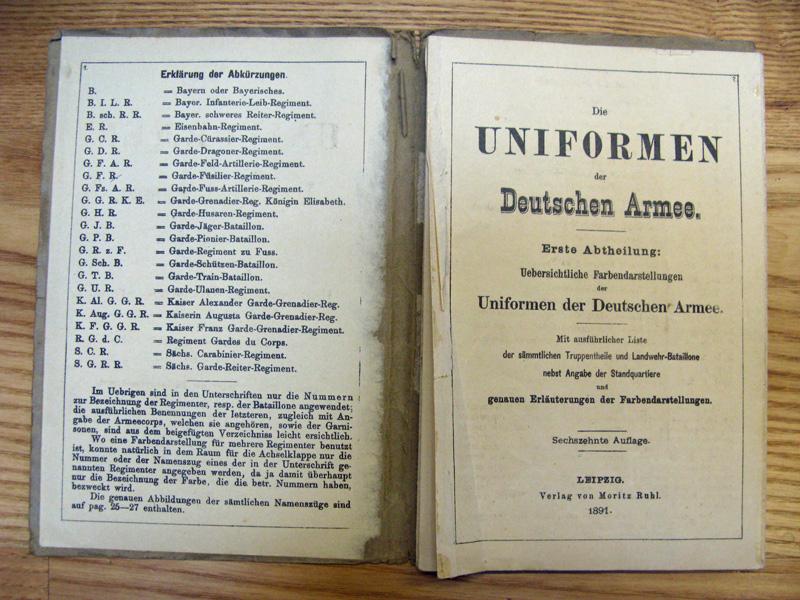 Erklärung der Abkürzungen.
B. = Bayern oder Bayerisches.
B. I. L. R. = Bayer. Infanterie-Leib-Regiment.
B. sch. R. R. = Bayer. schweres Reiter-Regiment.
E. R. = Eisenbahn-Regiment.
G. C. R. = Garde-Cürassier-Regiment.
G. D. R. = Garde-Dragoner-Regiment.
G. F. A. R. = Garde-Feld-Artillerie-Regiment.
G. F. R. = Garde-Füsilier-Regiment.
G. Fs. A. R. = Garde-Fuss-Artillerie-Regiment.
G. G. R. K. E. = Garde-Grenadier-Reg. Königin Elisabeth.
G. H. R. = Garde-Husaren-Regiment.
G. J. B. = Garde-Jäger-Bataillon.
G. P. B. = Garde-Pionier-Bataillon.
G. R. z. F. = Garde-Regiment zu Fuss.
G. Sch. B. = Garde-Schützen-Bataillon.
G. T. B. = Garde-Train-Bataillon.
G. U. R. = Garde-Ulanen-Regiment.
K. Al. G. G. R. = Kaiser Alexander Garde-Grenadier-Reg.
K. Aug. G. G. R. = Kaiserin Augusta Garde-Grenadier-Reg.
K. F. G. G. R. = Kaiser Franz Garde-Grenadier-Regiment.
R. G. d. C. = Regiment Gardes du Corps.
S. C. R. = Sächs. Carabinier-Regiment.
S. G. R. R. = Sächs. Garde-Reiter-Regiment.
Im Uebrigen sind in den Unterschriften nur die Nummern
zur Bezeichnung der Regimenter, resp. der Bataillone angewendet;
die ausführlichen Benennungen der letzteren, zugleich mit An-
gabe der Armeecorps, welchen sie angehören, sowie der Garni-
sonen, sind aus dem beigefügten Verzeichniss leicht ersichtlich.
Wo eine Farbendarstellung für mehrere Regimenter benutzt
ist, konnte natürlich in dem Raum für die Achselklappe nur die
Nummer oder der Namenszug eines der in der Unterschrift ge-
nannten Regimenter angegeben werden, da ja damit überhaupt
nur die Bezeichnung der Farbe, die die betr. Nummern haben,
bezweckt wird.
Die genauen Abbildungen der sämtlichen Namenszüge sind
auf pag. 25—27 enthalten.
Die
UNIFORMEN
der
Deutschen Armee.
Erste Abtheilung:
Uebersichtliche Farbendarstellungen
der
Uniformen der Deutschen Armee.
Mit ausführlicher Liste
der sämmtlichen Truppentheile und Landwehr-Bataillone
nebst Angabe der Standquartiere
und
genauen Erläuterungen der Farbendarstellungen.
Sechszehnte Auflage.
LEIPZIG.
Verlag von Moritz Ruhl.
1891.